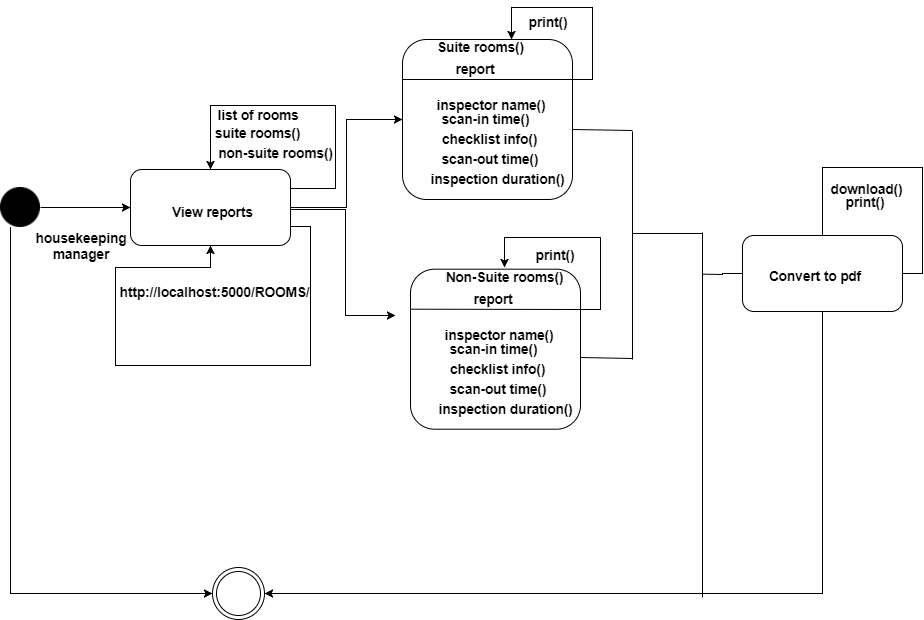 print()
Suite rooms()
report
inspector name()
scan-in time()
checklist info()
scan-out time()
inspection duration()
list of rooms
suite rooms()
non-suite rooms()
View reports
housekeeping
manager
http://localhost:5000/ROOMS/
print()
Non-Suite rooms()
report
inspector name()
scan-in time()
checklist info()
scan-out time()
inspection duration()
download()
print()
Convert to pdf